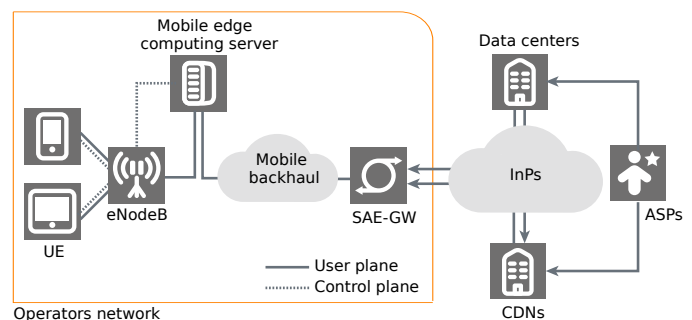 Mobile edge
computing server
Data centers
Mobile
backhaul
InPs
eNodeB
SAE-GW
ASPs
UE
User plane
Control plane
CDNs
Operators network